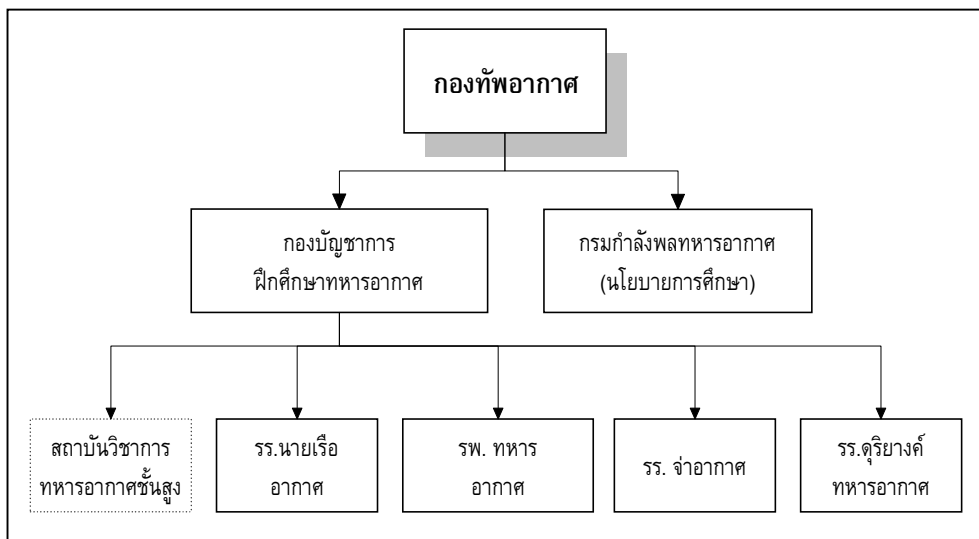 กองทัพอากาศ
กองบัญชาการ
ฝึกศึกษาทหารอากาศ
กรมกำลังพลทหารอากาศ
(นโยบายการศึกษา)
สถาบันวิชาการ
ทหารอากาศชั้นสูง
รร.นายเรือ
อากาศ
รพ. ทหาร
อากาศ
รร. จ่าอากาศ
รร.ดุริยางค์
ทหารอากาศ